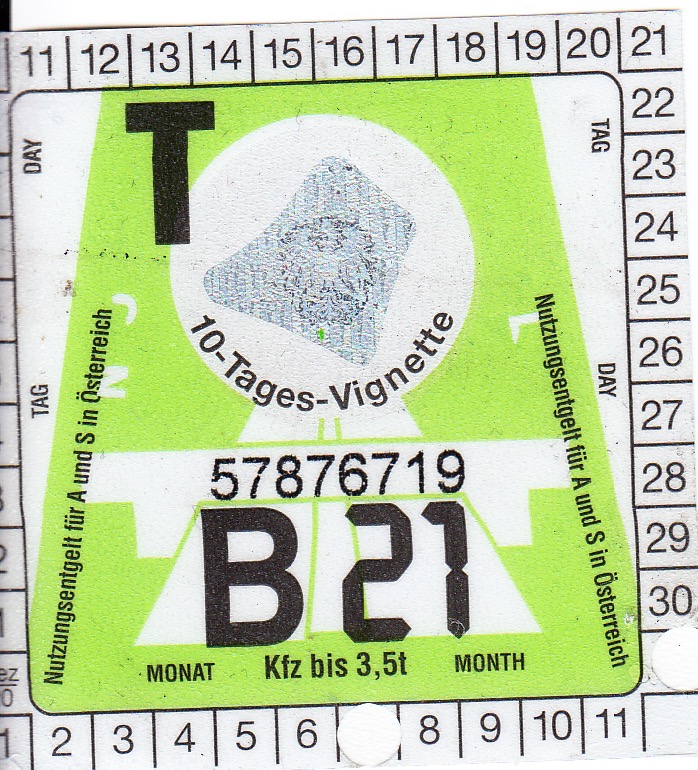 11 12 13 14 15 16 17 18 19 20 21
22
23
24
25
26
27
28
29
30
DAY
TAG
T
TAG
DAY
10-Tages-Vignette
Nutzungsentgelt für A und S in Österreich
Nutzungsentgelt für A und S in Österreich
57876719
B 21
MONAT Kfz bis 3,5t MONTH
2 3 4 5 6 8 9 10 11